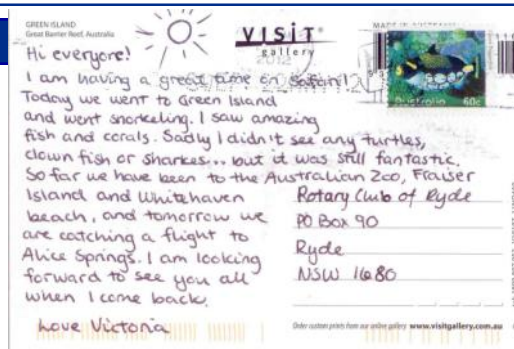 GREEN ISLAND
Great Barrier Reef, Australia
VISIT
gallery
MADE IN AUSTRALIA
2012
Australia 60c
Hi everyone!
I am having a great time on Safari!
Today we went to Green Island
and went snorkeling. I saw amazing
fish and corals. Sadly I didn't see any turtles,
clown fish or sharkes... but it was still fantastic.
So far we have been to the Australian Zoo, Fraiser
Island and Whitehaven
beach, and tomorrow we
are catching a flight to
Alice Springs. I am looking
forward to see you all
when I come back.
Love Victoria
Rotary Club of Ryde
PO Box 90
Ryde
NSW 1680
Order custom prints from our online gallery www.visitgallery.com.au